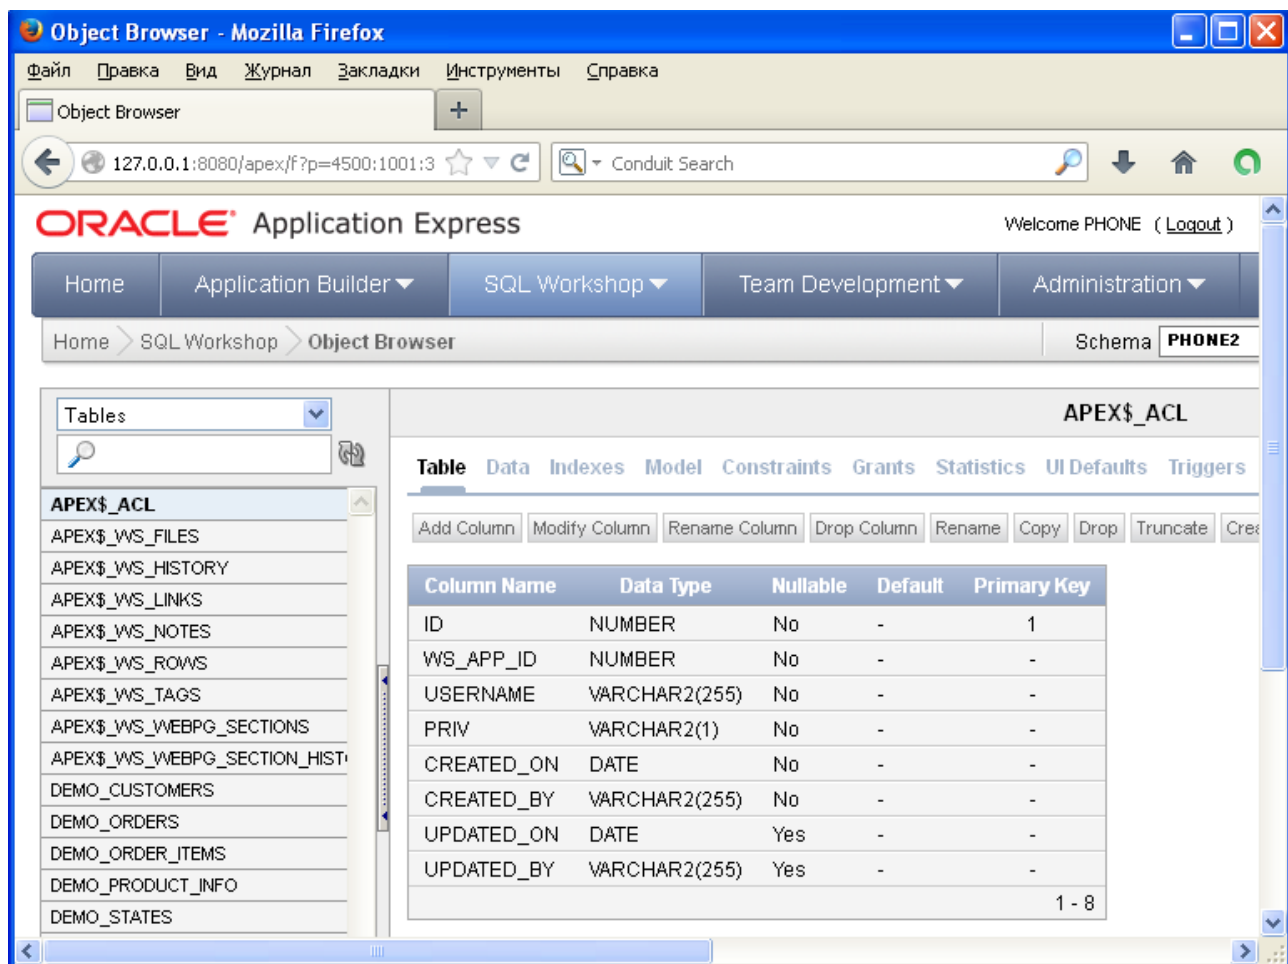 Object Browser - Mozilla Firefox
Файл Правка Вид Журнал Закладки Инструменты Справка
Object Browser +
127.0.0.1:8080/apex/f?p=4500:1001:3 Conduit Search
ORACLE Application Express Welcome PHONE ( Logout )
Home Application Builder SQL Workshop Team Development Administration
Home SQL Workshop Object Browser Schema PHONE2
Tables
APEX$_ACL
Table Data Indexes Model Constraints Grants Statistics UI Defaults Triggers
APEX$_ACL
APEX$_WS_FILES
APEX$_WS_HISTORY
APEX$_WS_LINKS
APEX$_WS_NOTES
APEX$_WS_ROWS
APEX$_WS_TAGS
APEX$_WS_WEBPG_SECTIONS
APEX$_WS_WEBPG_SECTION_HIST
DEMO_CUSTOMERS
DEMO_ORDERS
DEMO_ORDER_ITEMS
DEMO_PRODUCT_INFO
DEMO_STATES
Add Column Modify Column Rename Column Drop Column Rename Copy Drop Truncate Crea
Column Name Data Type Nullable Default Primary Key
ID NUMBER No - 1
WS_APP_ID NUMBER No - -
USERNAME VARCHAR2(255) No - -
PRIV VARCHAR2(1) No - -
CREATED_ON DATE No - -
CREATED_BY VARCHAR2(255) No - -
UPDATED_ON DATE Yes - -
UPDATED_BY VARCHAR2(255) Yes - -
1 - 8